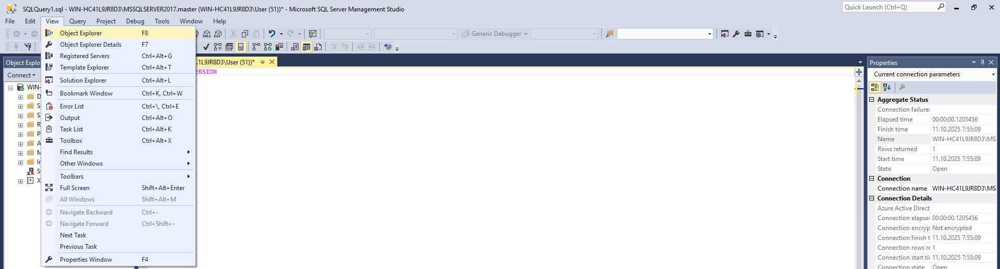 SQLQuery1.sql - WIN-HC41L9JR8D3\MSSQLSERVER2017.master (WIN-HC41L9JR8D3\User (51))* - Microsoft SQL Server Management Studio
Quick Launch (Ctrl+Q)
File Edit View Query Project Debug Tools Window Help
Generic Debugger
Object Explorer F8
Object Explorer Details F7
Registered Servers Ctrl+Alt+G
Template Explorer Ctrl+Alt+T
Solution Explorer Ctrl+Alt+L
Bookmark Window Ctrl+K, Ctrl+W
Error List Ctrl+\, Ctrl+E
Output Ctrl+Alt+O
Task List Ctrl+Alt+K
Toolbox Ctrl+Alt+X
Find Results
Other Windows
Toolbars
Full Screen Shift+Alt+Enter
All Windows Shift+Alt+M
Navigate Backward Ctrl+-
Navigate Forward Ctrl+Shift+-
Next Task
Previous Task
Properties Window F4
Object Explo
Connect
WIN-
D
S
S
R
P
A
M
In
X
.1L9JR8D3\User (51))*
ERSION
Properties
Current connection parameters
Aggregate Status
Connection failures
Elapsed time 00:00:00.1205456
Finish time 11.10.2025 7:55:09
Name WIN-HC41L9JR8D3\MS
Rows returned 1
Start time 11.10.2025 7:55:09
State Open
Connection
Connection name WIN-HC41L9JR8D3\MS
Connection Details
Azure Active Direct
Connection elapse 00:00:00.1205456
Connection encryp Not encrypted
Connection finish t 11.10.2025 7:55:09
Connection rows re 1
Connection start ti 11.10.2025 7:55:09
Connection state Open